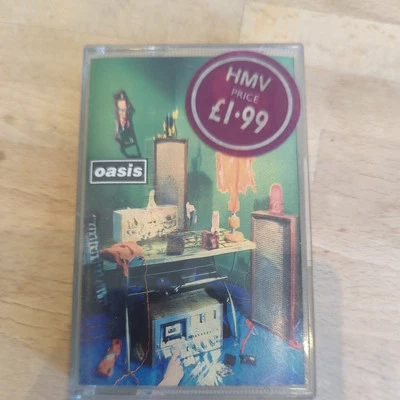 HMV
PRICE
£1·99
oasis